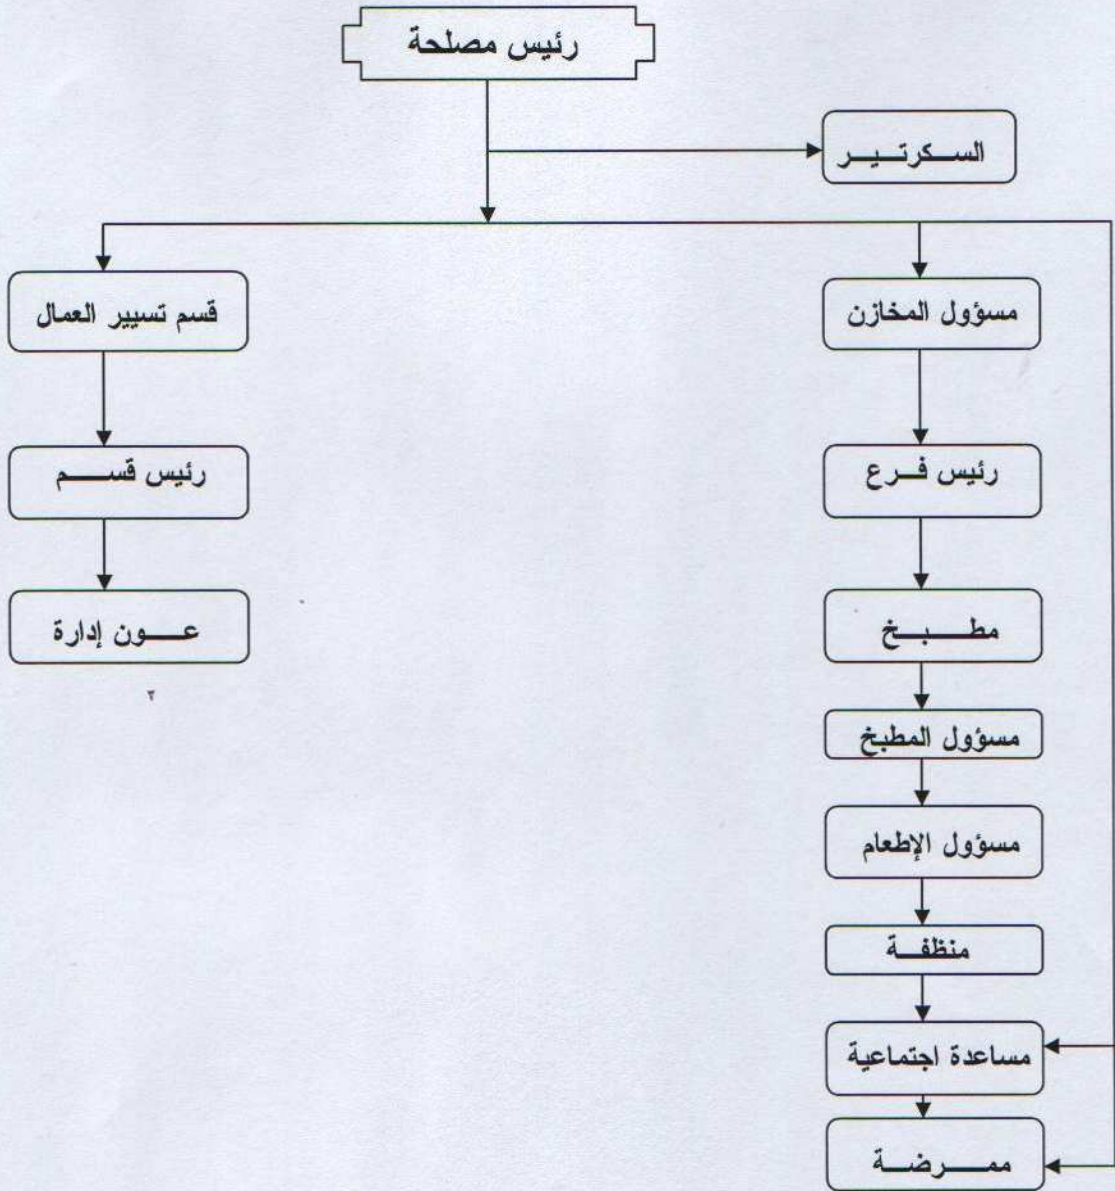 رئيس مصلحة
السكرتير
مسؤول المخازن
قسم تسيير العمال
رئيس فرع
رئيس قسم
مطبخ
عون إدارة
مسؤول المطبخ
مسؤول الإطعام
منظفة
مساعدة اجتماعية
ممرضة